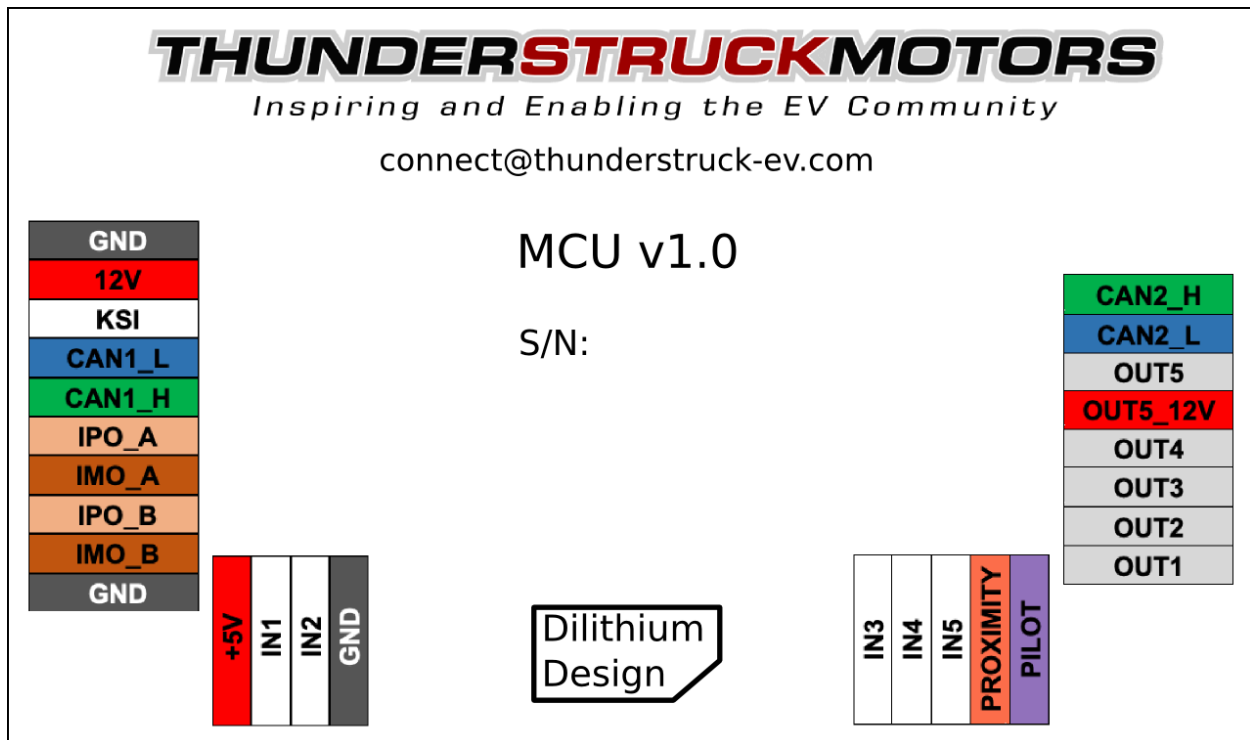 THUNDERSTRUCKMOTORS
Inspiring and Enabling the EV Community
connect@thunderstruck-ev.com
MCU v1.0
S/N:
GND
12V
KSI
CAN1_L
CAN1_H
IPO_A
IMO_A
IPO_B
IMO_B
GND
+5V
IN1
IN2
GND
Dilithium
Design
IN3
IN4
IN5
PROXIMITY
PILOT
CAN2_H
CAN2_L
OUT5
OUT5_12V
OUT4
OUT3
OUT2
OUT1